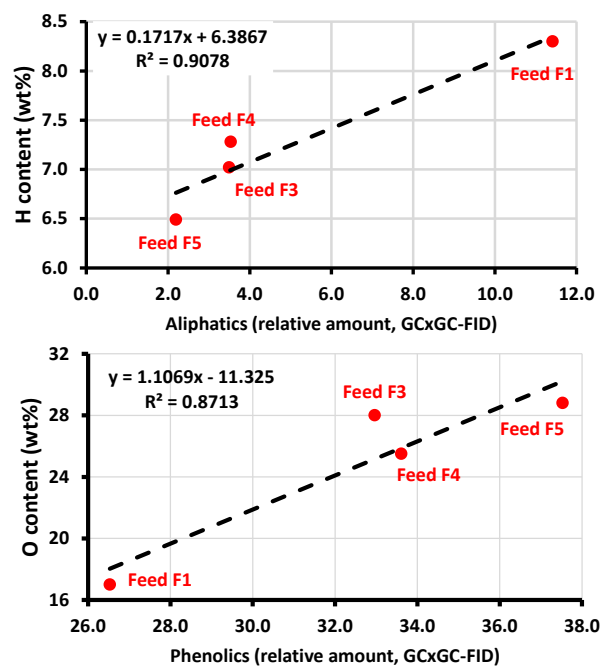 y = 0.1717x + 6.3867
R² = 0.9078
H content (wt%)
8.5
8.0
7.5
7.0
6.5
6.0
Feed F1
Feed F4
Feed F3
Feed F5
0.0 2.0 4.0 6.0 8.0 10.0 12.0
Aliphatics (relative amount, GCxGC-FID)
y = 1.1069x - 11.325
R² = 0.8713
O content (wt%)
32
28
24
20
16
Feed F3
Feed F5
Feed F4
Feed F1
26.0 28.0 30.0 32.0 34.0 36.0 38.0
Phenolics (relative amount, GCxGC-FID)